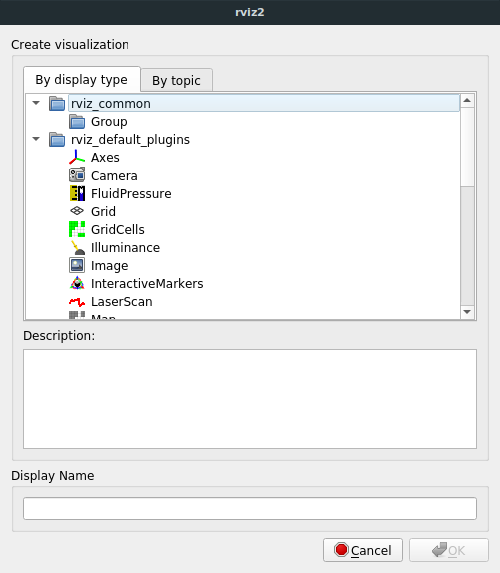 rviz2
Create visualization
By display type By topic
rviz_common
Group
rviz_default_plugins
Axes
Camera
FluidPressure
Grid
GridCells
Illuminance
Image
InteractiveMarkers
LaserScan
Map
Description:
Display Name
Cancel OK